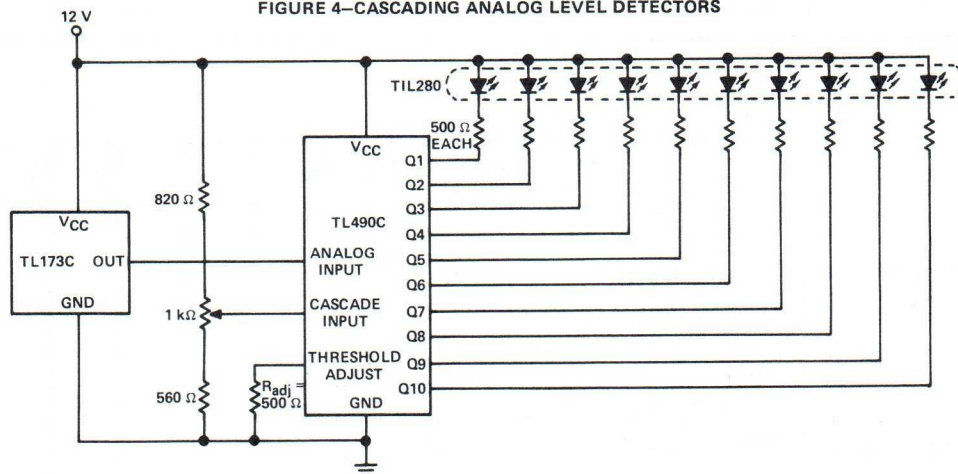 FIGURE 4—CASCADING ANALOG LEVEL DETECTORS
12 V
TIL280
500 Ω
EACH
VCC
Q1
Q2
820 Ω
Q3
VCC
TL490C
Q4
TL173C OUT
ANALOG
INPUT
Q5
Q6
GND
1 kΩ
CASCADE
INPUT
Q7
Q8
THRESHOLD
ADJUST
Q9
560 Ω
Radj =
500 Ω
GND
Q10